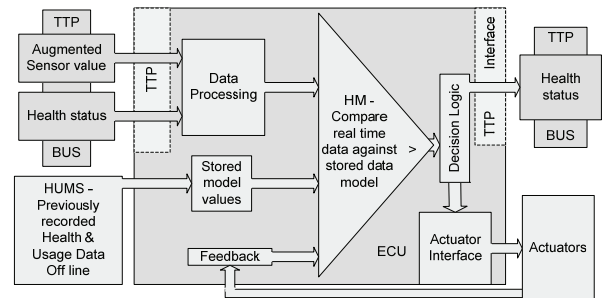 TTP
Augmented
Sensor value
Health status
BUS
HUMS –
Previously
recorded
Health &
Usage Data
Off line
TTP
Data
Processing
Stored
model
values
Feedback
HM -
Compare
real time
data against
stored data
model
>
ECU
Decision Logic
Interface
TTP
Actuator
Interface
TTP
Health
status
BUS
Actuators